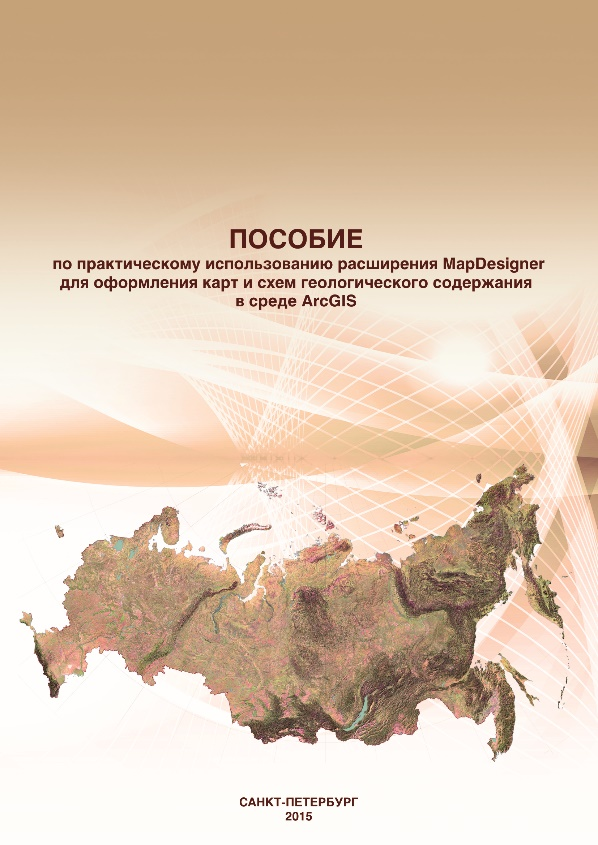 ПОСОБИЕ
по практическому использованию расширения MapDesigner
для оформления карт и схем геологического содержания
в среде ArcGIS
САНКТ-ПЕТЕРБУРГ
2015